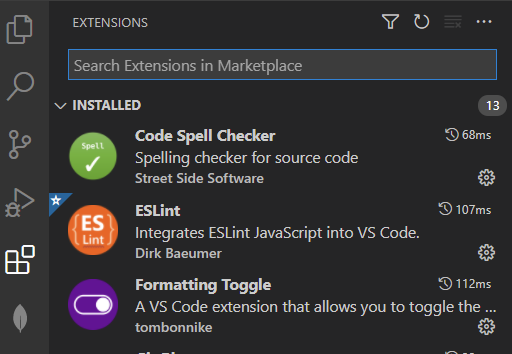 EXTENSIONS
Search Extensions in Marketplace
INSTALLED 13
Spell
Code Spell Checker 68ms
Spelling checker for source code
Street Side Software
ES
Lint
ESLint 107ms
Integrates ESLint JavaScript into VS Code.
Dirk Baeumer
Formatting Toggle 112ms
A VS Code extension that allows you to toggle the ...
tombonnike